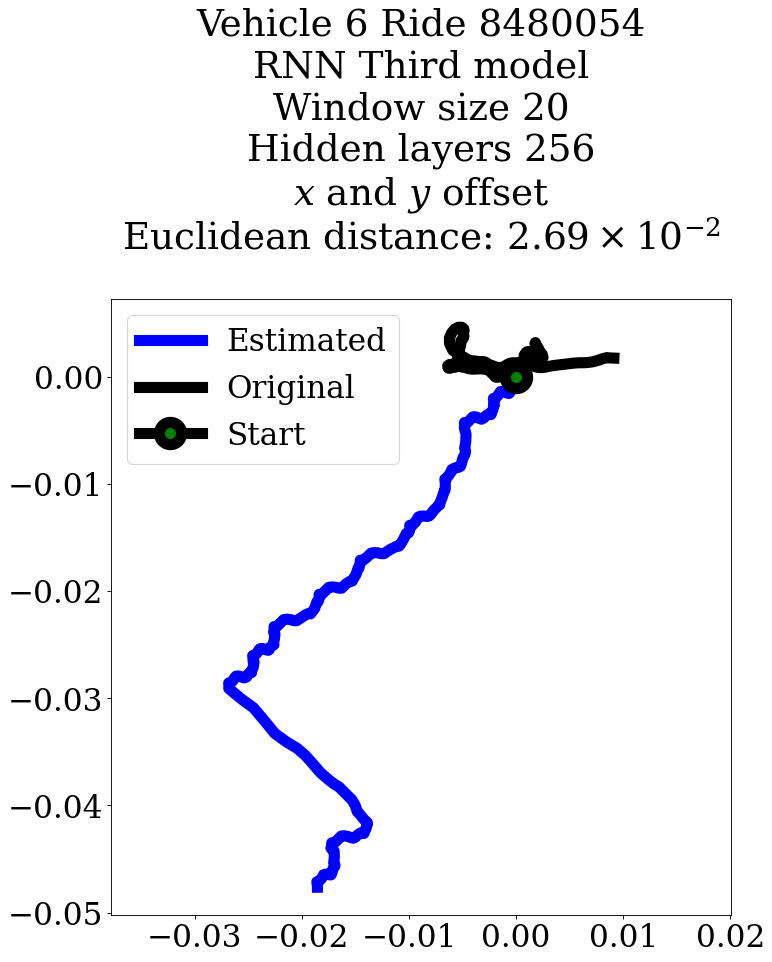 Vehicle 6 Ride 8480054
RNN Third model
Window size 20
Hidden layers 256
x and y offset
Euclidean distance: 2.69 × 10⁻²
Estimated
Original
Start
0.00
−0.01
−0.02
−0.03
−0.04
−0.05
−0.03 −0.02 −0.01 0.00 0.01 0.02